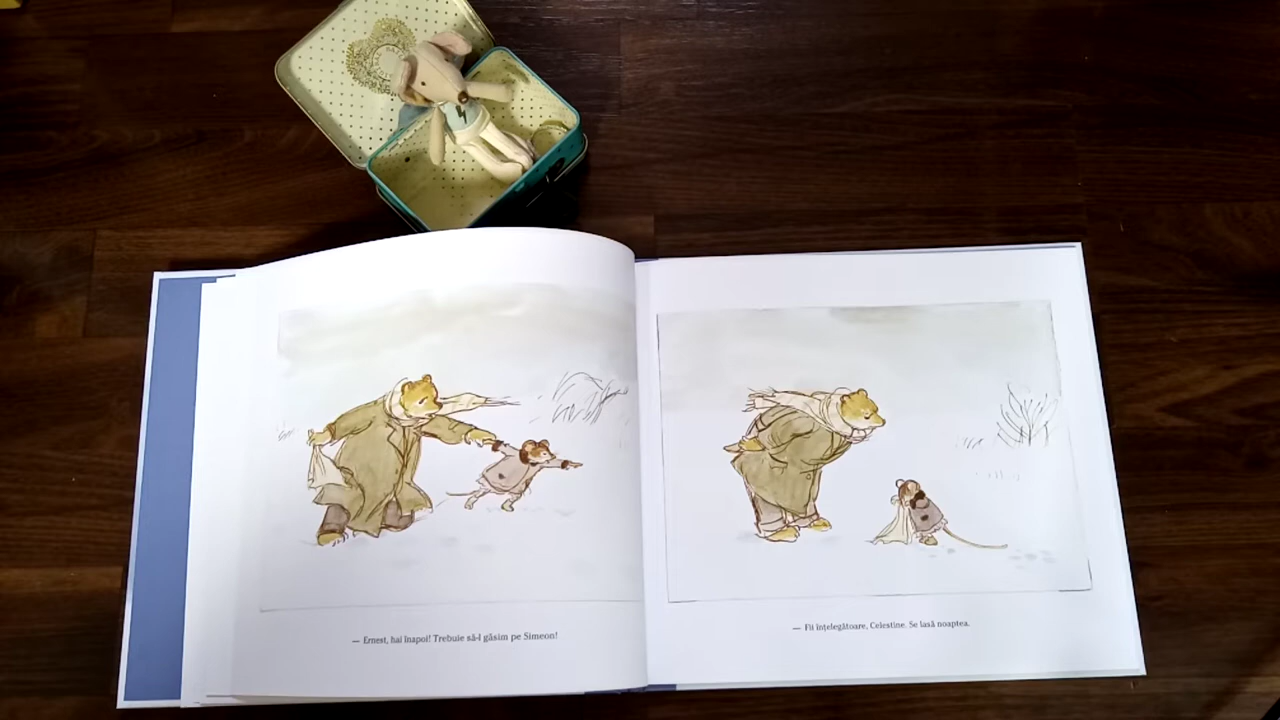 — Ernest, hai înapoi! Trebuie să-l găsim pe Simeon!
— Fii înțelegătoare, Celestine. Se lasă noaptea.